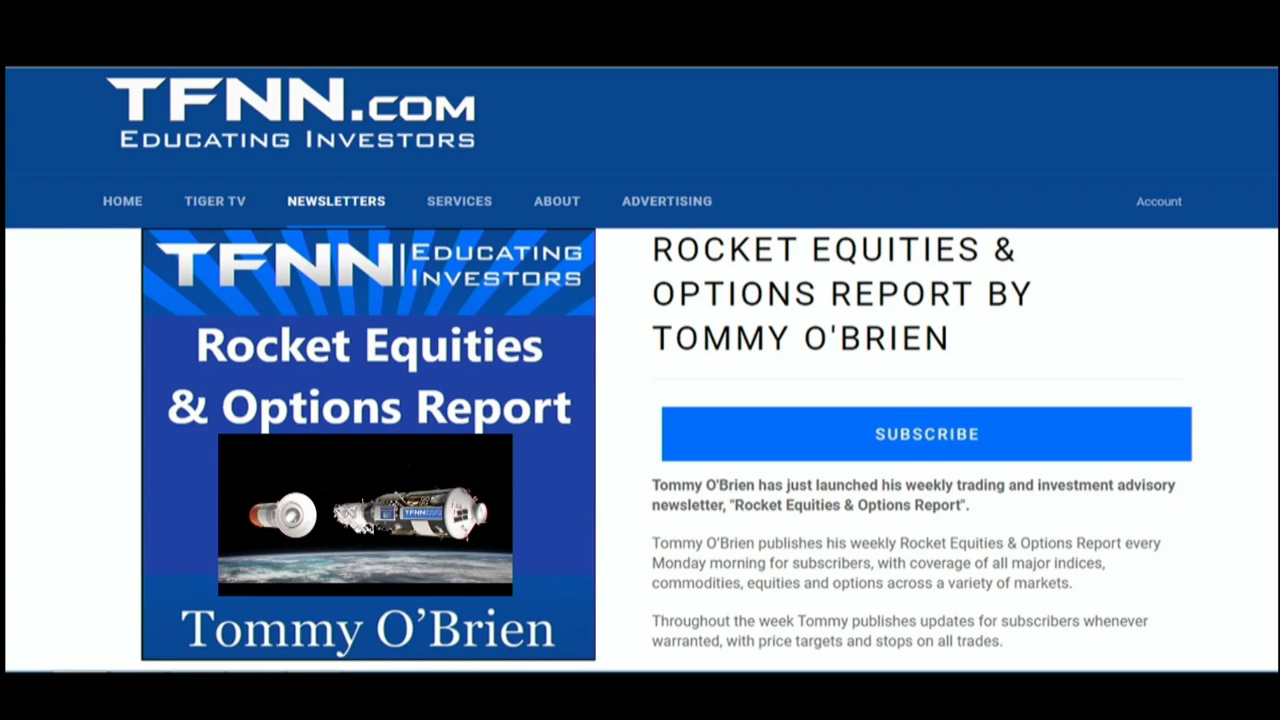 TFNN.COM
EDUCATING INVESTORS
HOME TIGER TV NEWSLETTERS SERVICES ABOUT ADVERTISING Account
TFNN EDUCATING
INVESTORS
Rocket Equities
& Options Report
TFNN
Tommy O’Brien
ROCKET EQUITIES &
OPTIONS REPORT BY
TOMMY O'BRIEN
SUBSCRIBE
Tommy O'Brien has just launched his weekly trading and investment advisory
newsletter, "Rocket Equities & Options Report".
Tommy O’Brien publishes his weekly Rocket Equities & Options Report every
Monday morning for subscribers, with coverage of all major indices,
commodities, equities and options across a variety of markets.
Throughout the week Tommy publishes updates for subscribers whenever
warranted, with price targets and stops on all trades.